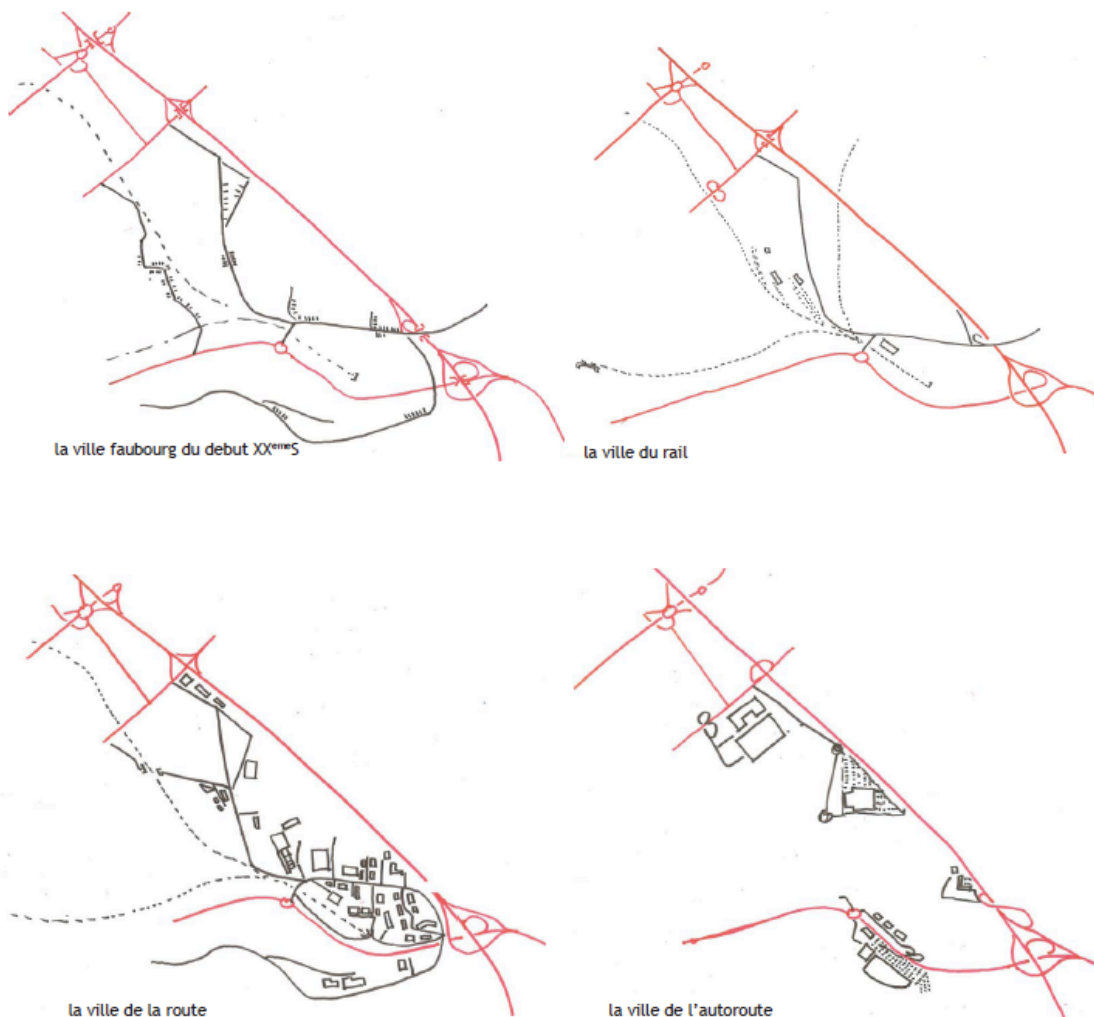 la ville faubourg du debut XXᵉᵐᵉS
la ville du rail
la ville de la route
la ville de l'autoroute